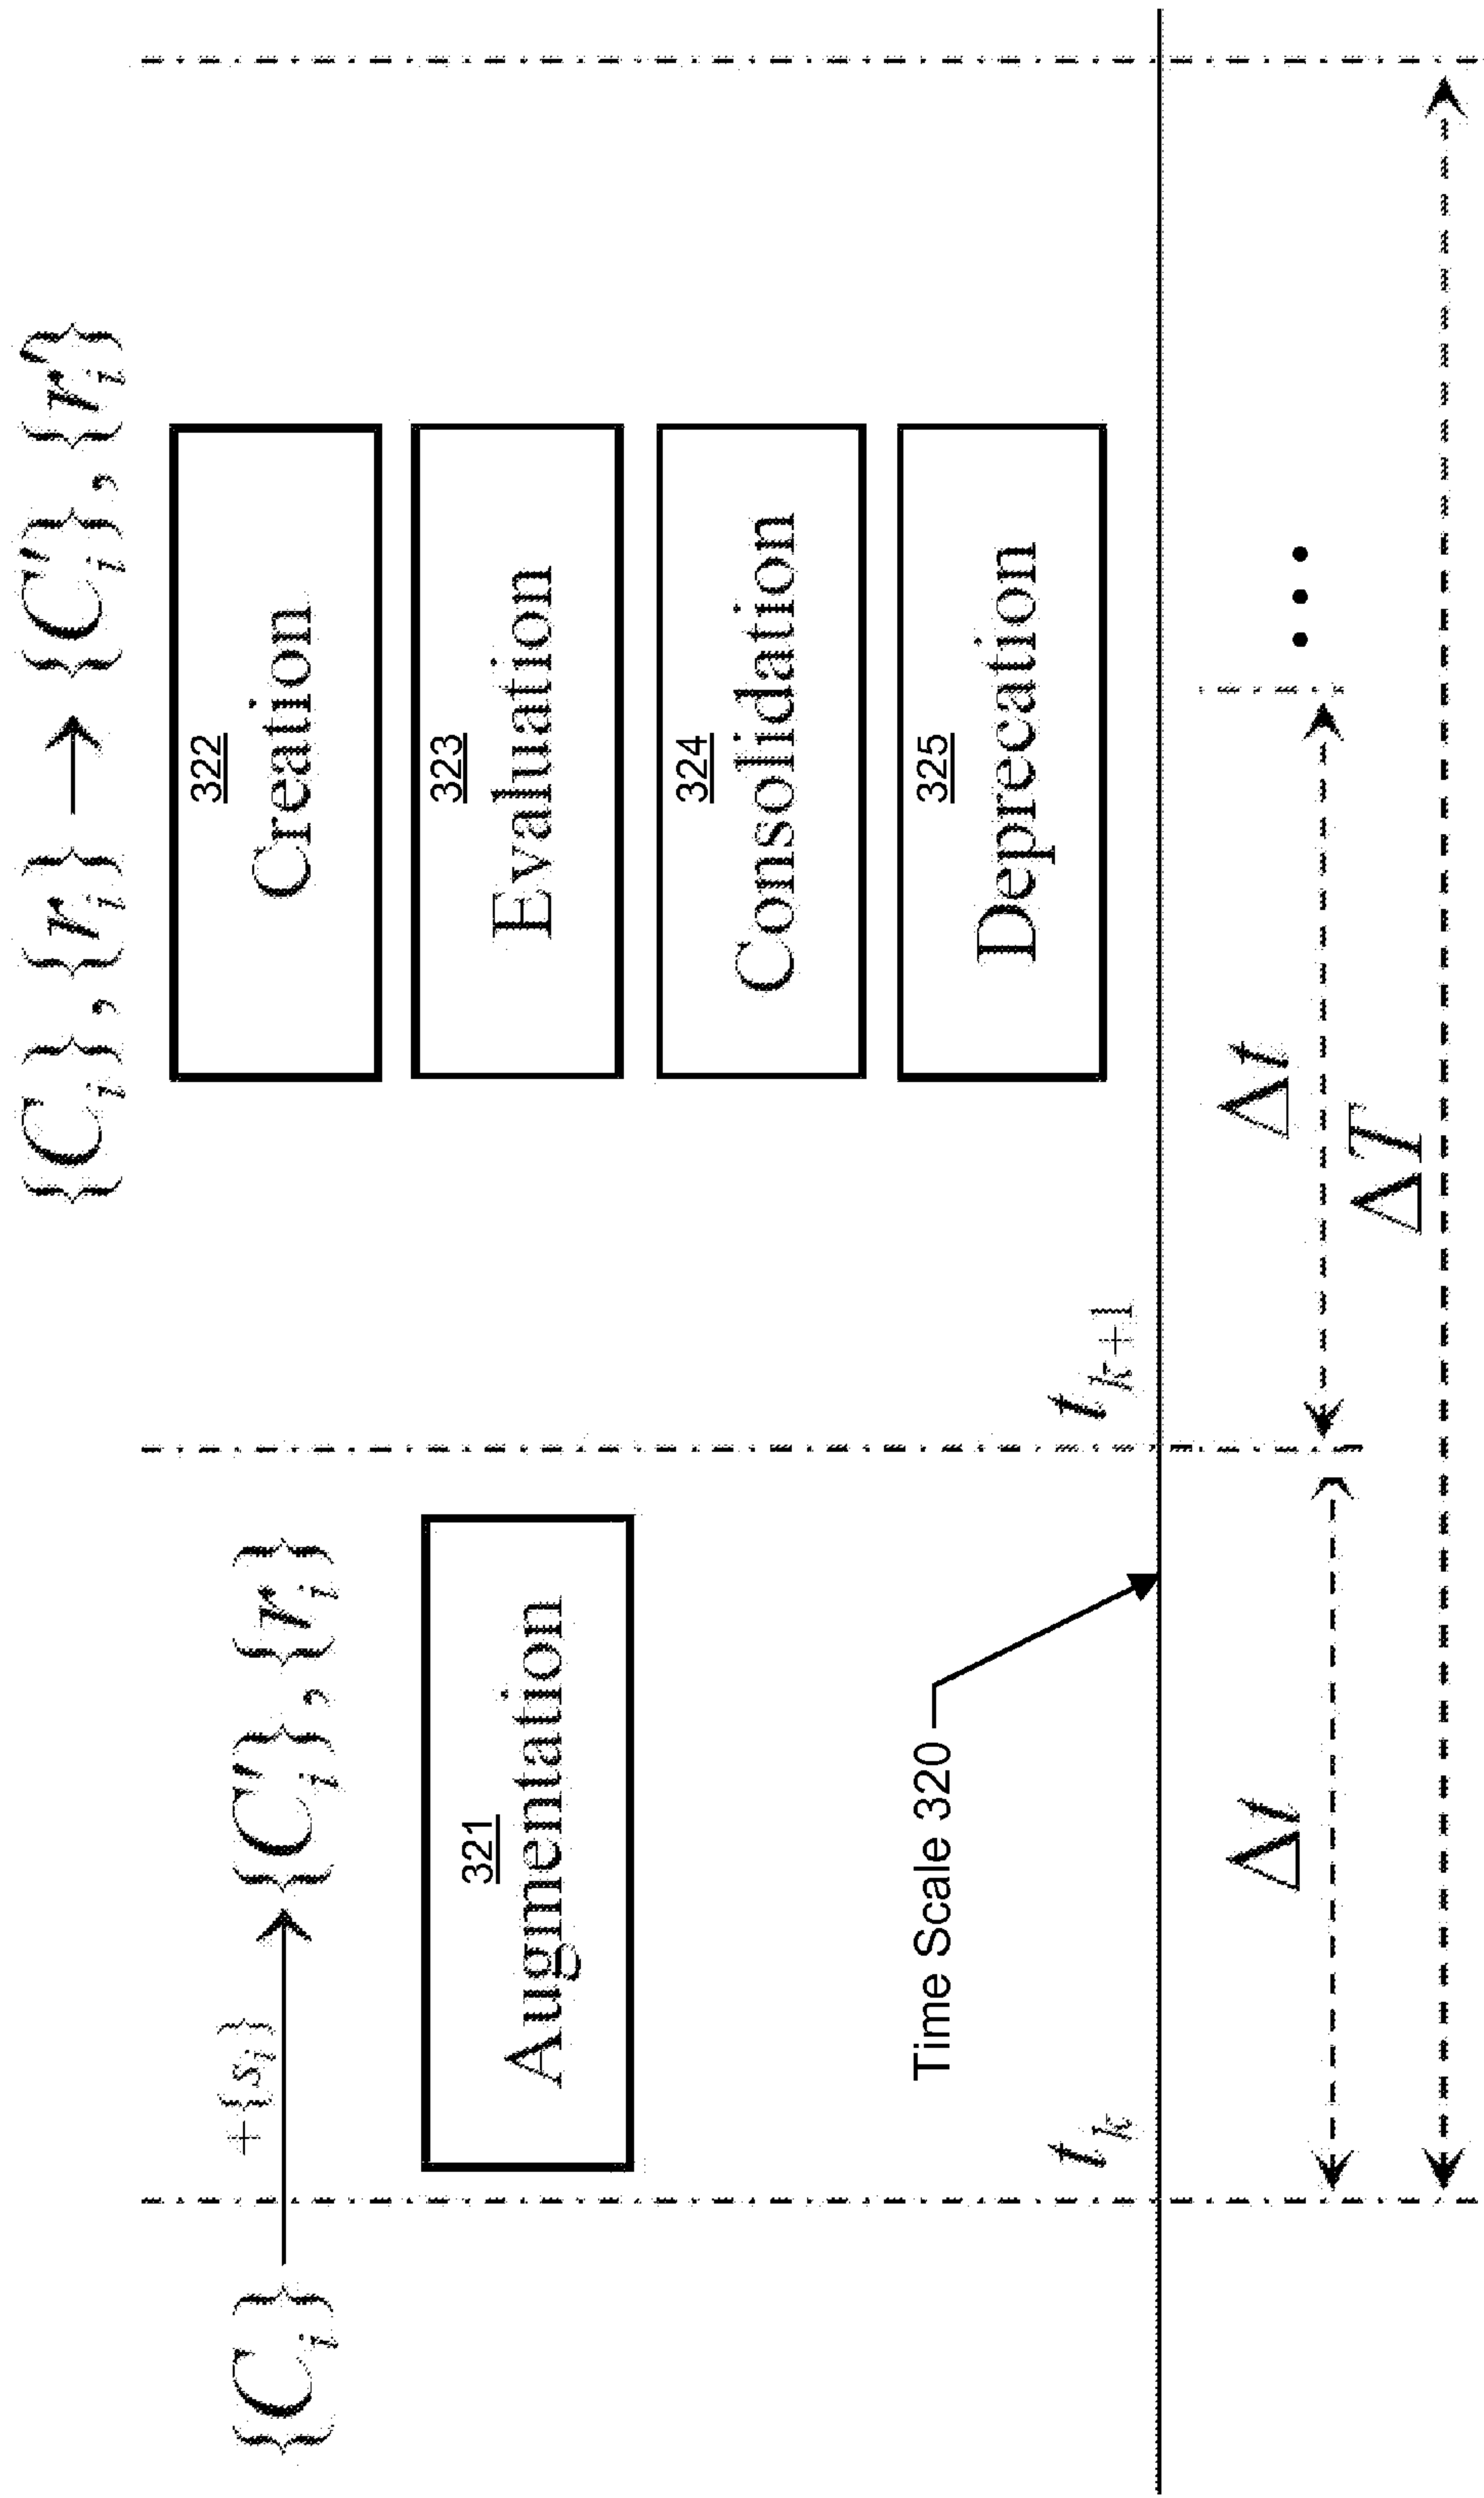 {C_i}, {r_i} → {C'_i}, {r'_i}
{C_i} → {C'_i}, {r_i}
+{s_i}
321
Augmentation
322
Creation
323
Evaluation
324
Consolidation
325
Deprecation
Time Scale 320
t_k
t_{k+1}
Δt
Δt
...
ΔT